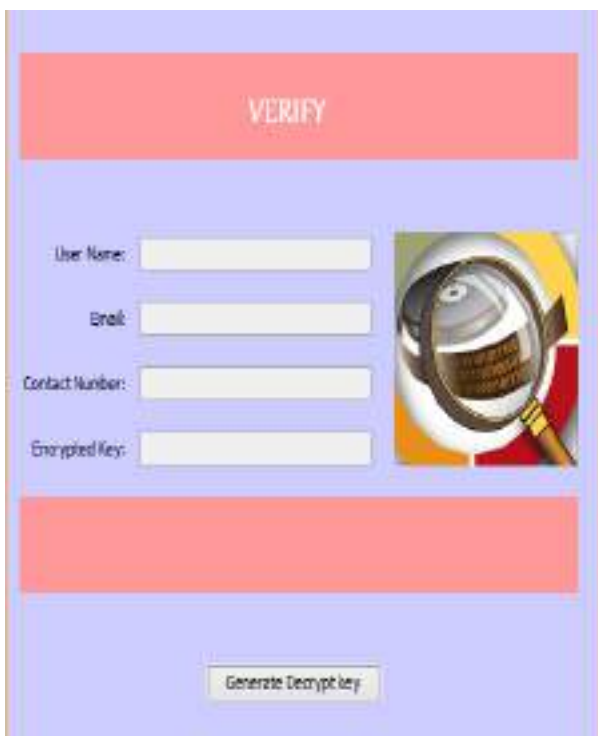 VERIFY
User Name:
Email:
Contact Number:
Encrypted Key:
Generate Decrypt key